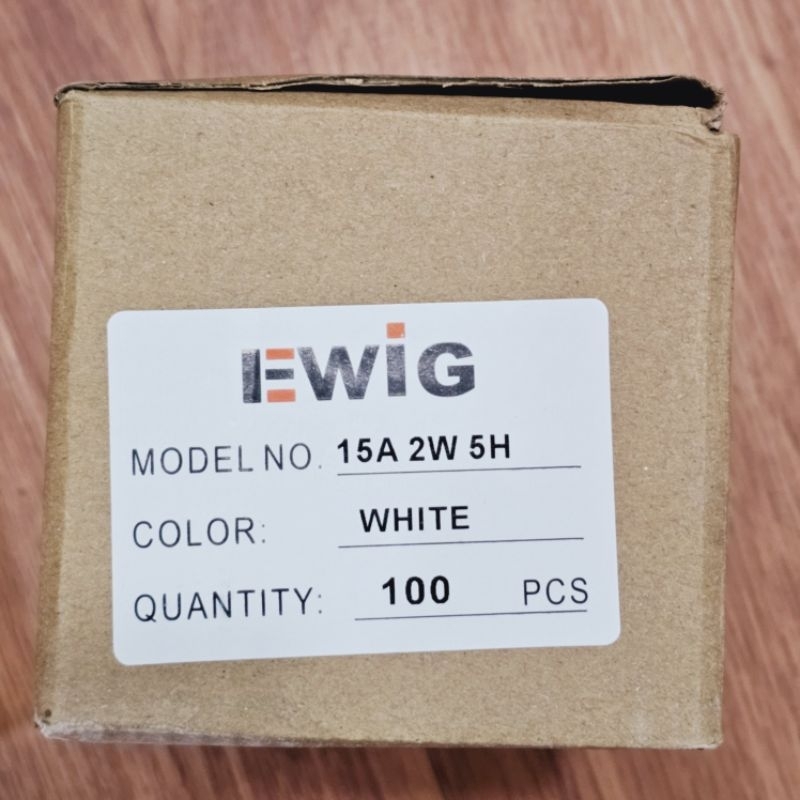 EWiG
MODEL NO. 15A 2W 5H
COLOR: WHITE
QUANTITY: 100 PCS